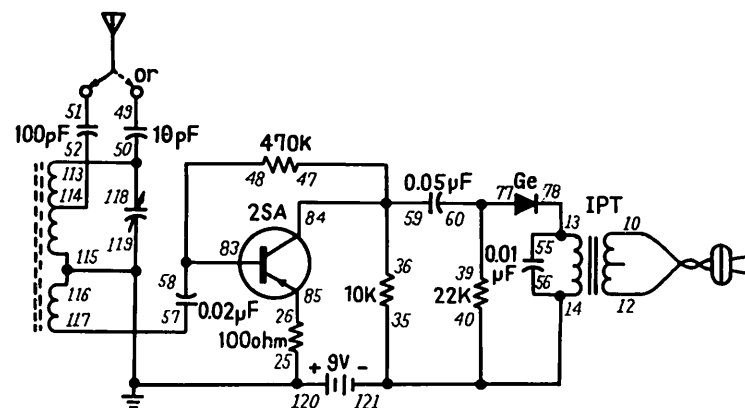 or
51 49
100pF 10pF
52 50
470K
48 47
113
114
118
0.05μF
77 Ge 78
IPT
2SA
84
59 60
13 10
119
83
0.01
μF
55
56
115
58
36
39
116
85
10K
22K
14 12
117
57
0.02μF
26
35
40
100ohm
25
+ 9V -
120 121